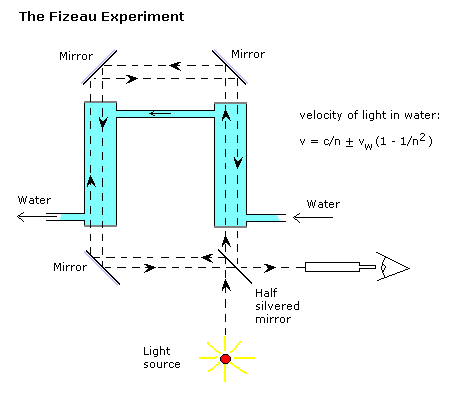 The Fizeau Experiment
Mirror
Mirror
velocity of light in water:
v = c/n ± v_w (1 - 1/n²)
Water
Water
Mirror
Half
silvered
mirror
Light
source